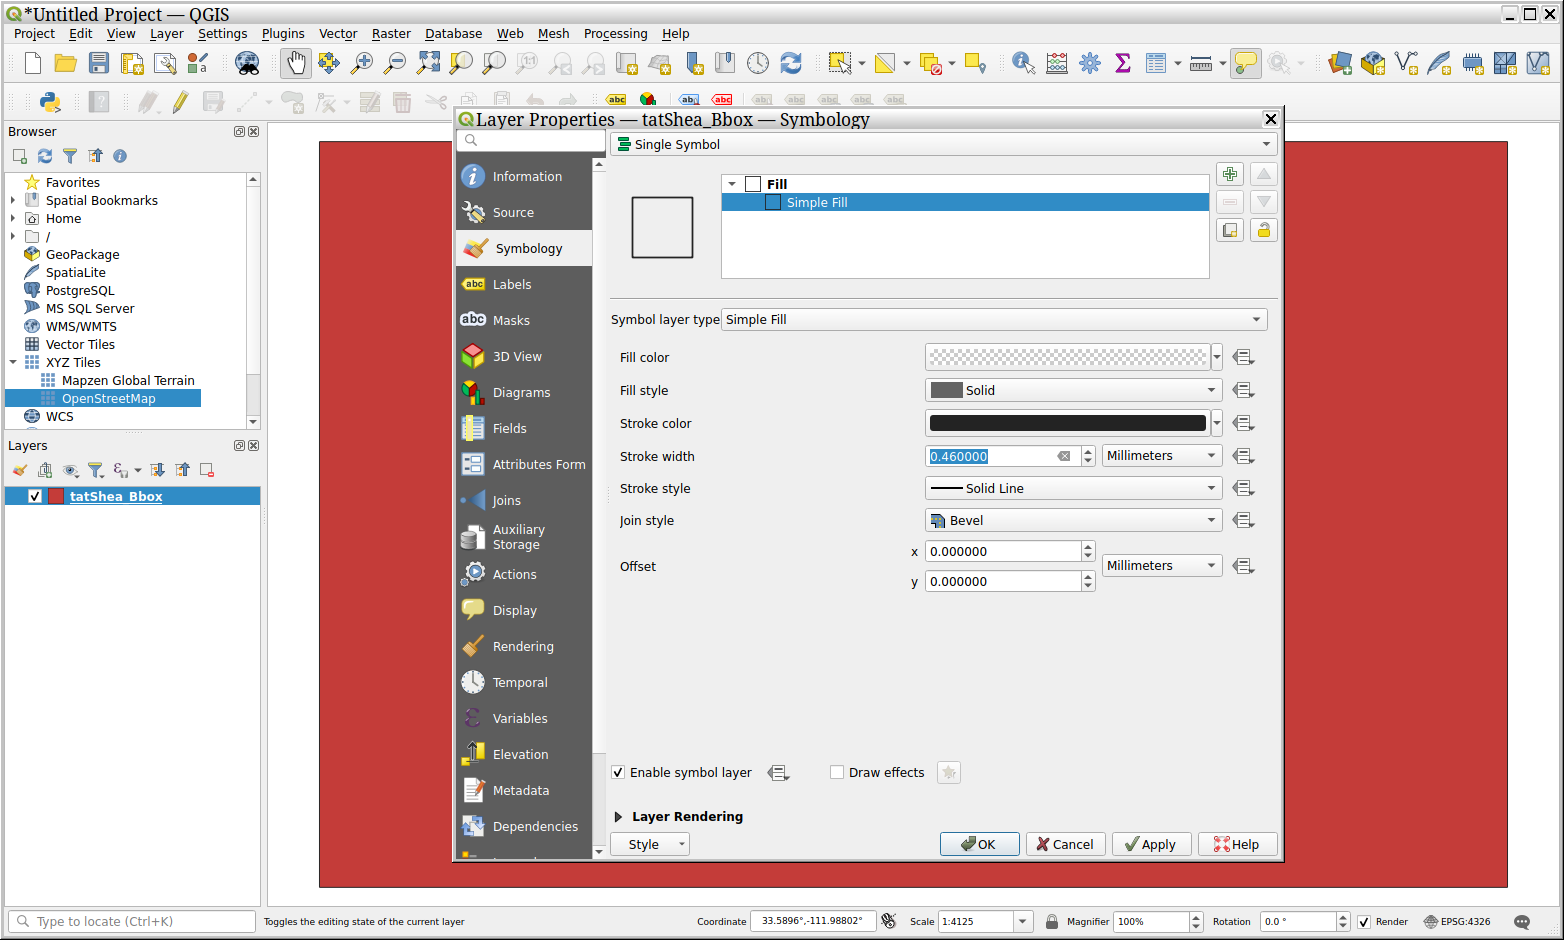 *Untitled Project — QGIS
Project Edit View Layer Settings Plugins Vector Raster Database Web Mesh Processing Help
Browser
Favorites
Spatial Bookmarks
Home
/
GeoPackage
SpatiaLite
PostgreSQL
MS SQL Server
WMS/WMTS
Vector Tiles
XYZ Tiles
Mapzen Global Terrain
OpenStreetMap
WCS
Layers
tatShea_Bbox
Layer Properties — tatShea_Bbox — Symbology
Information
Source
Symbology
Labels
Masks
3D View
Diagrams
Fields
Attributes Form
Joins
Auxiliary
Storage
Actions
Display
Rendering
Temporal
Variables
Elevation
Metadata
Dependencies
Single Symbol
Fill
Simple Fill
Symbol layer type Simple Fill
Fill color
Fill style Solid
Stroke color
Stroke width 0.460000 Millimeters
Stroke style Solid Line
Join style Bevel
Offset x 0.000000 Millimeters
y 0.000000
Enable symbol layer Draw effects
Layer Rendering
Style OK Cancel Apply Help
Type to locate (Ctrl+K) Toggles the editing state of the current layer Coordinate 33.5896°,-111.98802° Scale 1:4125 Magnifier 100% Rotation 0.0 ° Render EPSG:4326